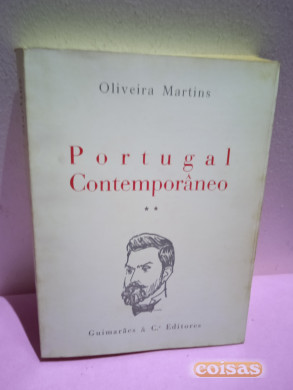 Oliveira Martins
Portugal
Contemporâneo
**
Guimarães & C.ª Editores
coisas